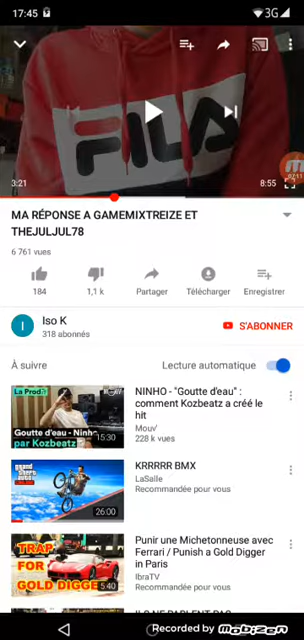 17:45
3G
FILA
3:21
8:55
MA RÉPONSE A GAMEMIXTREIZE ET
THEJULJUL78
6 761 vues
184
1,1 k
Partager
Télécharger
Enregistrer
I
Iso K
318 abonnés
S'ABONNER
À suivre
Lecture automatique
La Prod?!
Goutte d'eau - Ninho
par Kozbeatz
15:30
NINHO - "Goutte d'eau" :
comment Kozbeatz a créé le
hit
Mouv'
228 k vues
26:00
KRRRRR BMX
LaSalle
Recommandée pour vous
TRAP
FOR
GOLD DIGGE
5:40
Punir une Michetonneuse avec
Ferrari / Punish a Gold Digger
in Paris
IbraTV
Recommandée pour vous
Recorded by Mobizen